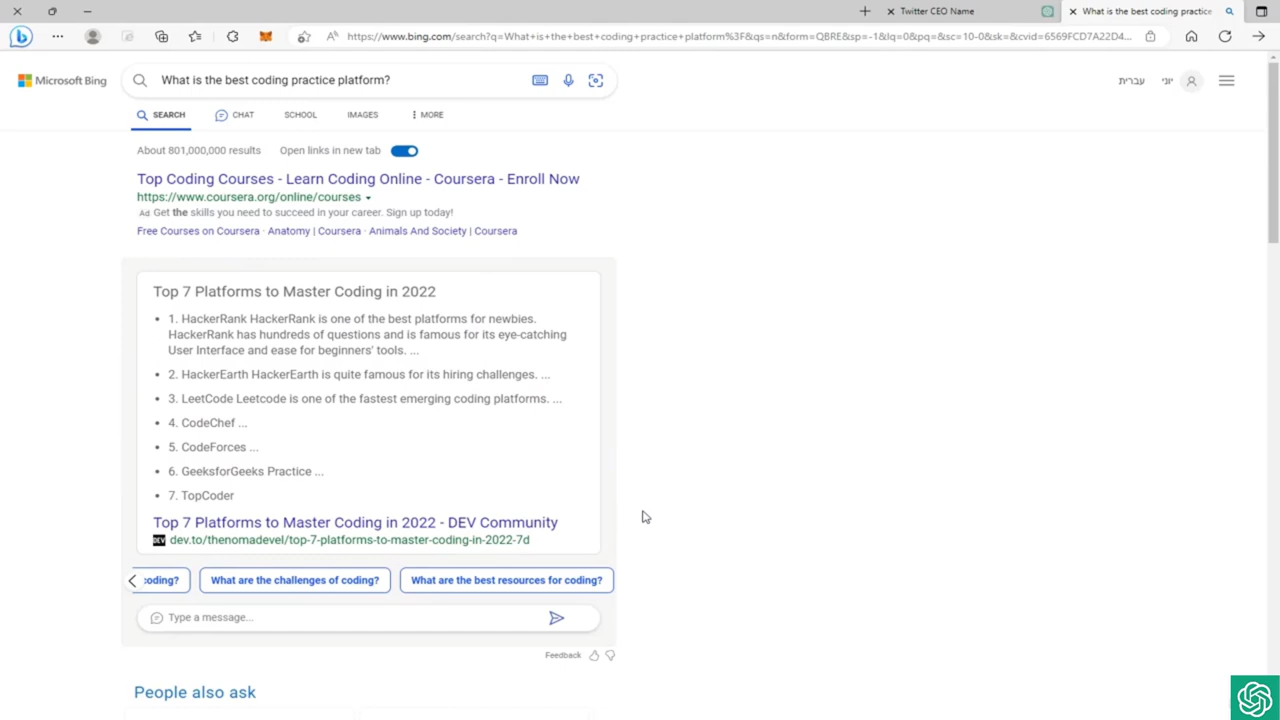 Twitter CEO Name
What is the best coding practice
https://www.bing.com/search?q=What+is+the+best+coding+practice+platform%3F&qs=n&form=QBRE&sp=-1&lq=0&pq=&sc=10-0&sk=&cvid=6569FCD7A22D4...
Microsoft Bing
What is the best coding practice platform?
עברית
יוני
SEARCH
CHAT
SCHOOL
IMAGES
MORE
About 801,000,000 results
Open links in new tab
Top Coding Courses - Learn Coding Online - Coursera - Enroll Now
https://www.coursera.org/online/courses
Ad Get the skills you need to succeed in your career. Sign up today!
Free Courses on Coursera · Anatomy | Coursera · Animals And Society | Coursera
Top 7 Platforms to Master Coding in 2022
• 1. HackerRank HackerRank is one of the best platforms for newbies.
HackerRank has hundreds of questions and is famous for its eye-catching
User Interface and ease for beginners' tools. ...
• 2. HackerEarth HackerEarth is quite famous for its hiring challenges. ...
• 3. LeetCode Leetcode is one of the fastest emerging coding platforms. ...
• 4. CodeChef ...
• 5. CodeForces ...
• 6. GeeksforGeeks Practice ...
• 7. TopCoder
Top 7 Platforms to Master Coding in 2022 - DEV Community
DEV dev.to/thenomadevel/top-7-platforms-to-master-coding-in-2022-7d
coding?
What are the challenges of coding?
What are the best resources for coding?
Type a message...
Feedback
People also ask